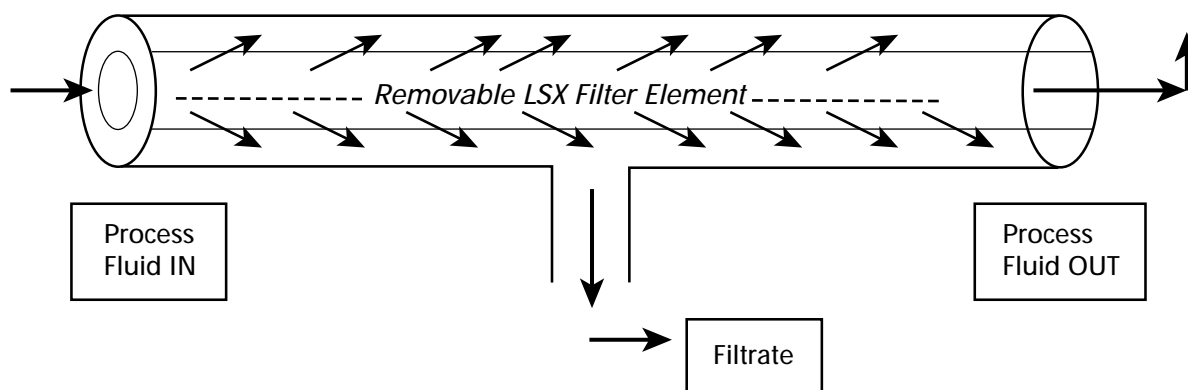 Removable LSX Filter Element
Process
Fluid IN
Process
Fluid OUT
Filtrate